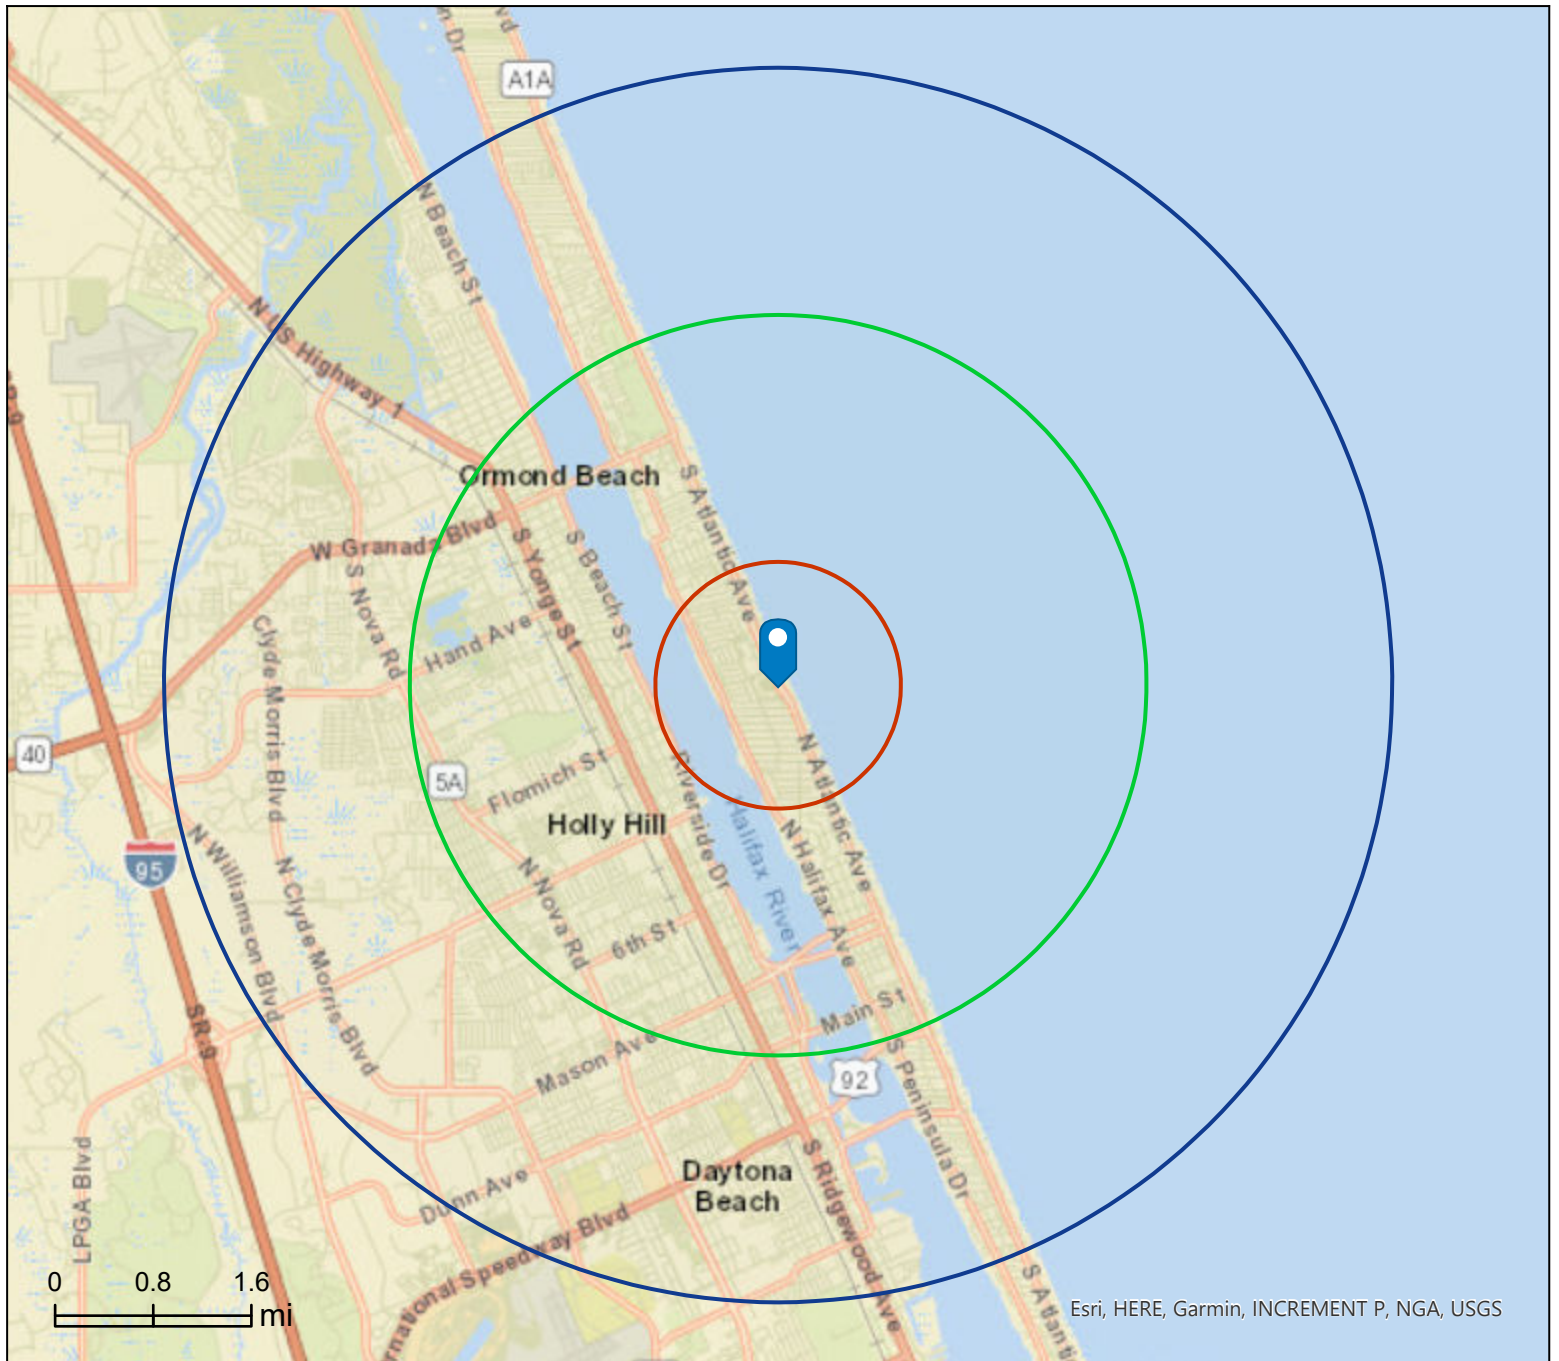 A1A
N Beach St
N US Highway 1
Ormond Beach
S Atlantic Ave
W Granada Blvd
S Yonge St
S Beach St
S Nova Rd
Hand Ave
Clyde Morris Blvd
40
5A
Flomich St
Riverside Dr
N Atlantic Ave
Holly Hill
Halifax River
N Halifax Ave
95
N Williamson Blvd
N Clyde Morris Blvd
N Nova Rd
6th St
SR 9
Main St
Mason Ave
92
S Peninsula Dr
LPGA Blvd
Dunn Ave
Daytona
Beach
S Ridgewood Ave
rnational Speedway Blvd
S Atlanti
0 0.8 1.6
mi
Esri, HERE, Garmin, INCREMENT P, NGA, USGS